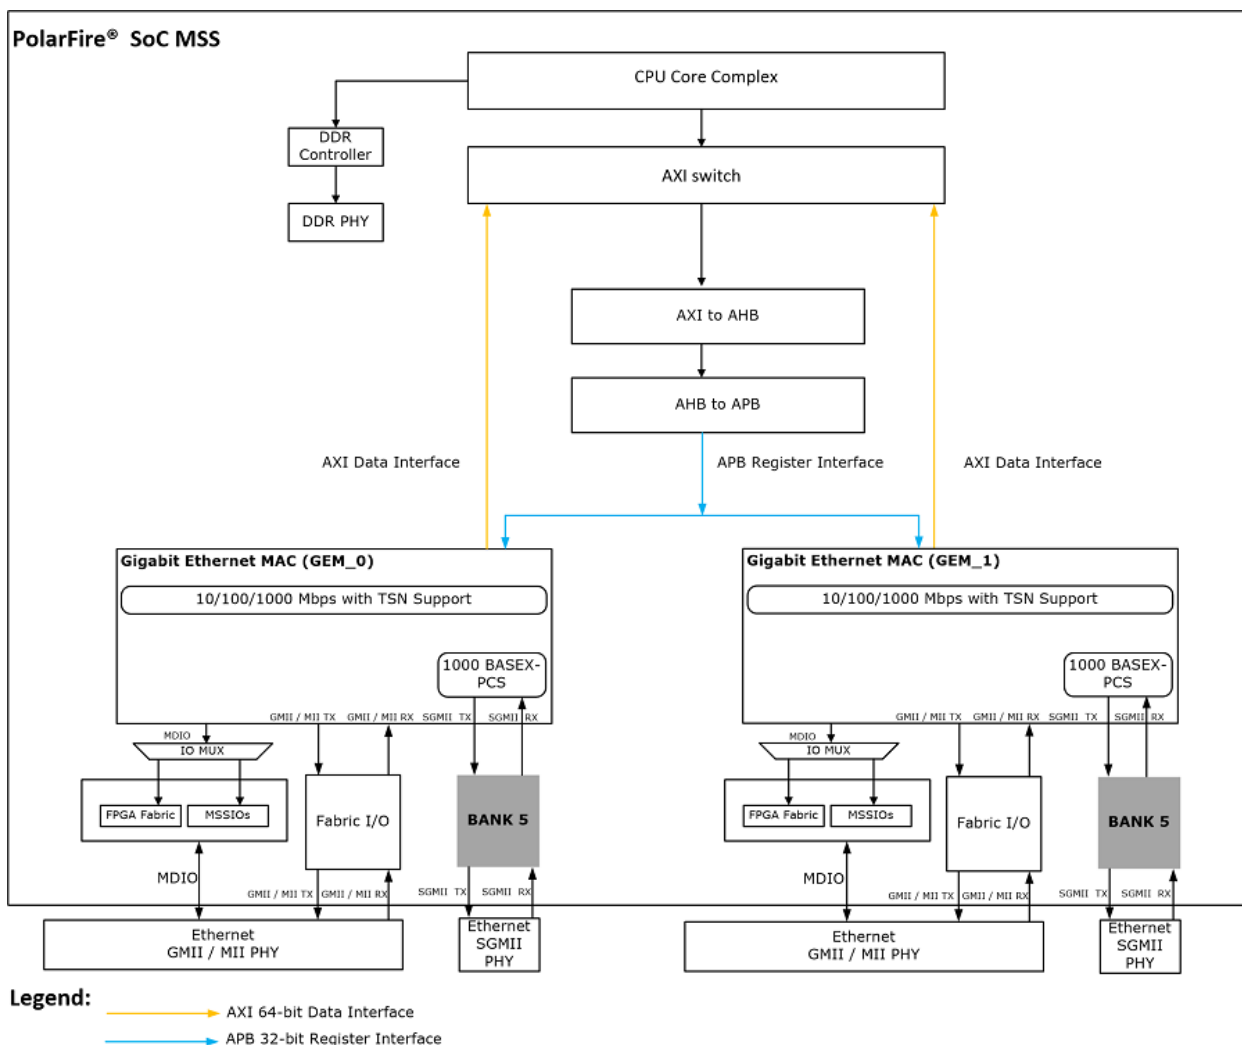 PolarFire® SoC MSS
CPU Core Complex
DDR
Controller
AXI switch
DDR PHY
AXI to AHB
AHB to APB
AXI Data Interface
APB Register Interface
AXI Data Interface
Gigabit Ethernet MAC (GEM_0)
10/100/1000 Mbps with TSN Support
1000 BASEX-
PCS
GMII / MII TX
GMII / MII RX
SGMII TX
SGMII RX
MDIO
IO MUX
FPGA Fabric
MSSIOs
Fabric I/O
BANK 5
MDIO
GMII / MII TX
GMII / MII RX
SGMII TX
SGMII RX
Ethernet
GMII / MII PHY
Ethernet
SGMII
PHY
Gigabit Ethernet MAC (GEM_1)
10/100/1000 Mbps with TSN Support
1000 BASEX-
PCS
GMII / MII TX
GMII / MII RX
SGMII TX
SGMII RX
MDIO
IO MUX
FPGA Fabric
MSSIOs
Fabric I/O
BANK 5
MDIO
GMII / MII TX
GMII / MII RX
SGMII TX
SGMII RX
Ethernet
GMII / MII PHY
Ethernet
SGMII
PHY
Legend:
AXI 64-bit Data Interface
APB 32-bit Register Interface